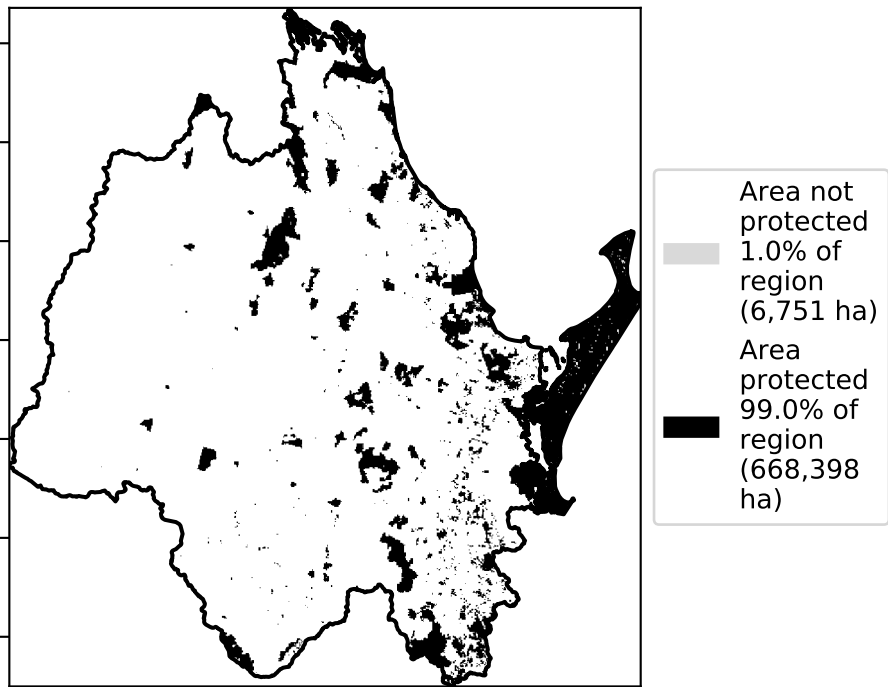 Area not
protected
1.0% of
region
(6,751 ha)
Area
protected
99.0% of
region
(668,398
ha)